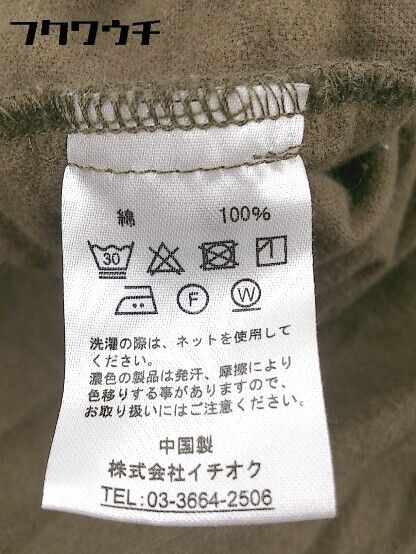 フクワウチ
綿 100%
30
F W
洗濯の際は、ネットを使用して
ください。
濃色の製品は発汗、摩擦により
色移りする事がありますので、
お取り扱いにはご注意ください。
中国製
株式会社イチオク
TEL: 03-3664-2506